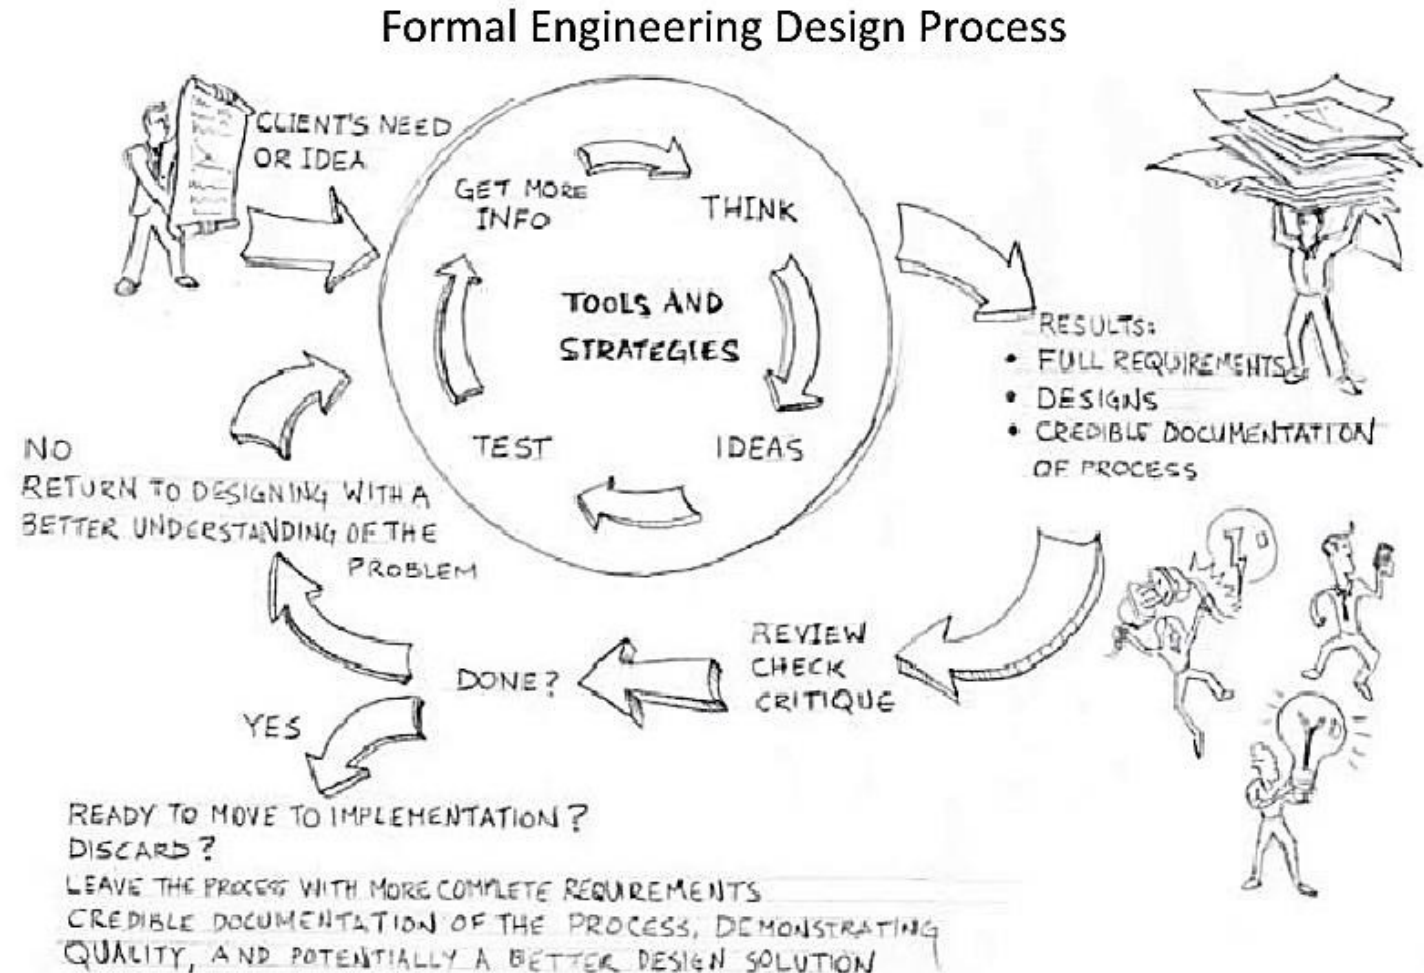 Formal Engineering Design Process
CLIENT'S NEED
OR IDEA
GET MORE
INFO
THINK
TOOLS AND
STRATEGIES
TEST
IDEAS
RESULTS:
• FULL REQUIREMENTS
• DESIGNS
• CREDIBLE DOCUMENTATION
OF PROCESS
NO
RETURN TO DESIGNING WITH A
BETTER UNDERSTANDING OF THE
PROBLEM
REVIEW
CHECK
CRITIQUE
DONE?
YES
READY TO MOVE TO IMPLEMENTATION?
DISCARD?
LEAVE THE PROCESS WITH MORE COMPLETE REQUIREMENTS
CREDIBLE DOCUMENTATION OF THE PROCESS, DEMONSTRATING
QUALITY, AND POTENTIALLY A BETTER DESIGN SOLUTION